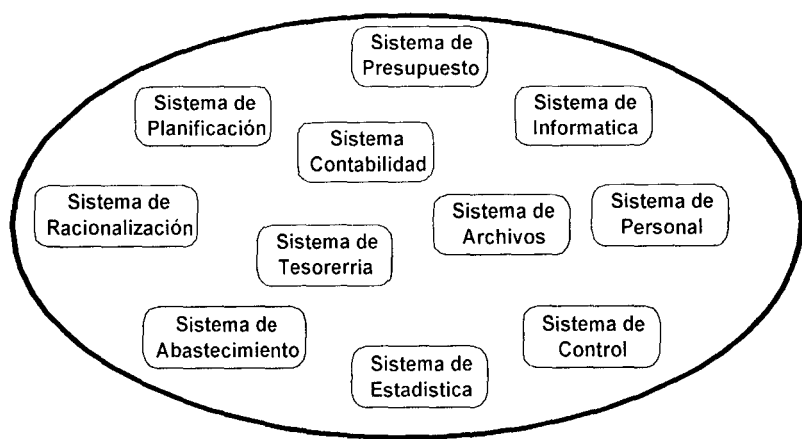 Sistema de
Presupuesto
Sistema de
Planificación
Sistema de
Informatica
Sistema
Contabilidad
Sistema de
Racionalización
Sistema de
Archivos
Sistema de
Personal
Sistema de
Tesorerria
Sistema de
Abastecimiento
Sistema de
Control
Sistema de
Estadistica